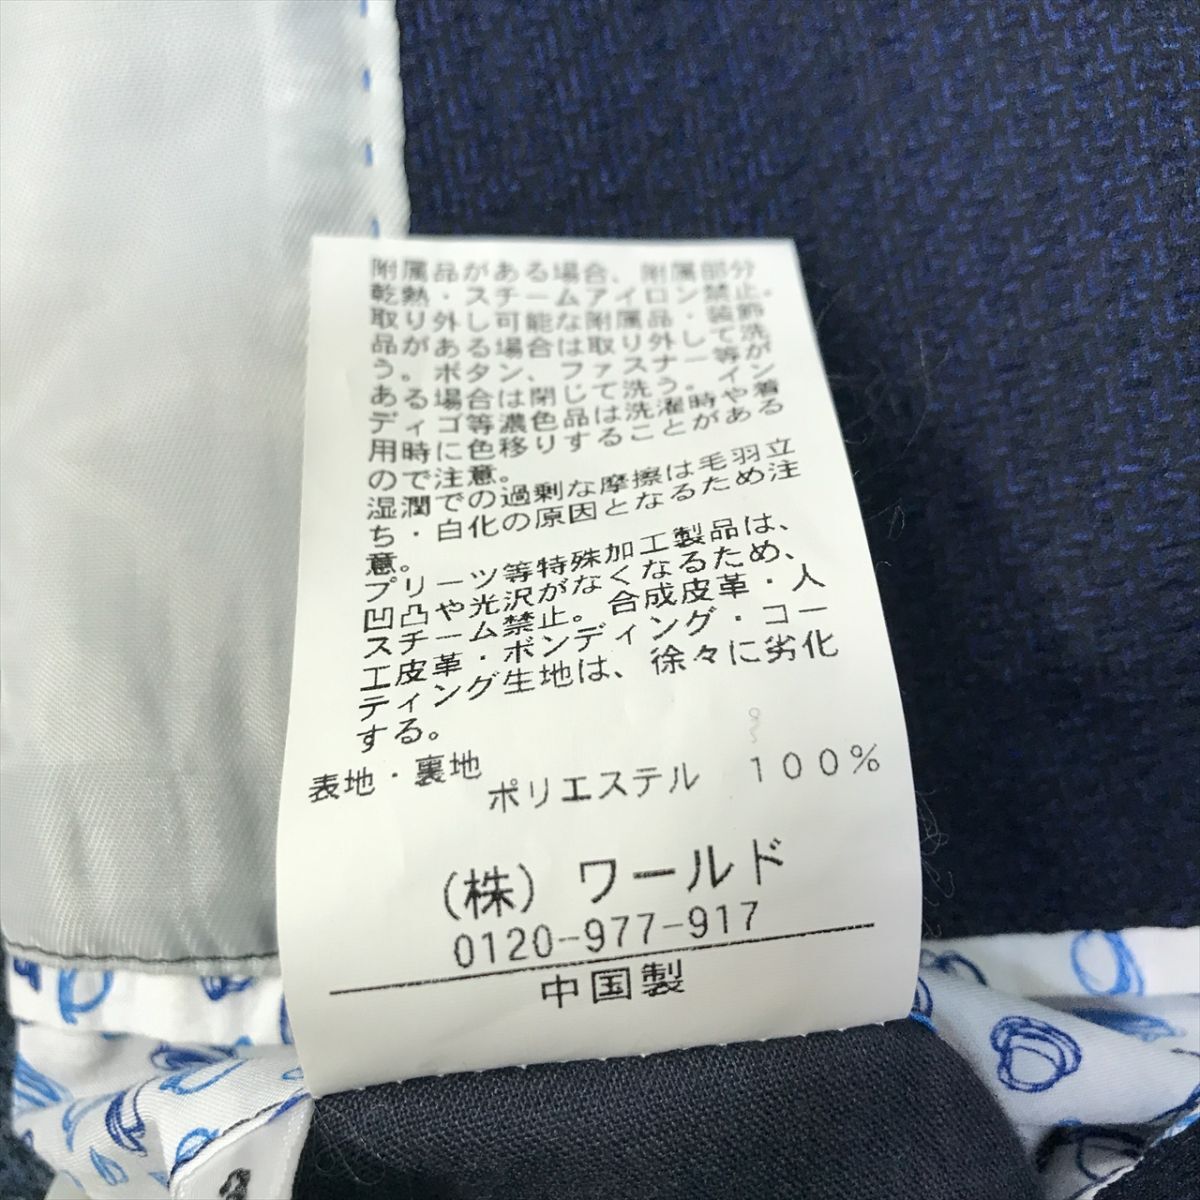 附属品がある場合、附属部分
乾熱・スチームアイロン禁止。
取り外し可能な附属品・装飾
品がある場合は取り外して洗
う。ボタン、ファスナー等が
ある場合は閉じて洗う。イン
ディゴ等濃色品は洗濯時や着
用時に色移りすることがある
ので注意。
湿潤での過剰な摩擦は毛羽立
ち・白化の原因となるため注
意。
プリーツ等特殊加工製品は、
凹凸や光沢がなくなるため、
スチーム禁止。合成皮革・人
工皮革・ボンディング・コー
ティング生地は、徐々に劣化
する。
表地・裏地
ポリエステル 100%
(株) ワールド
0120-977-917
中国製